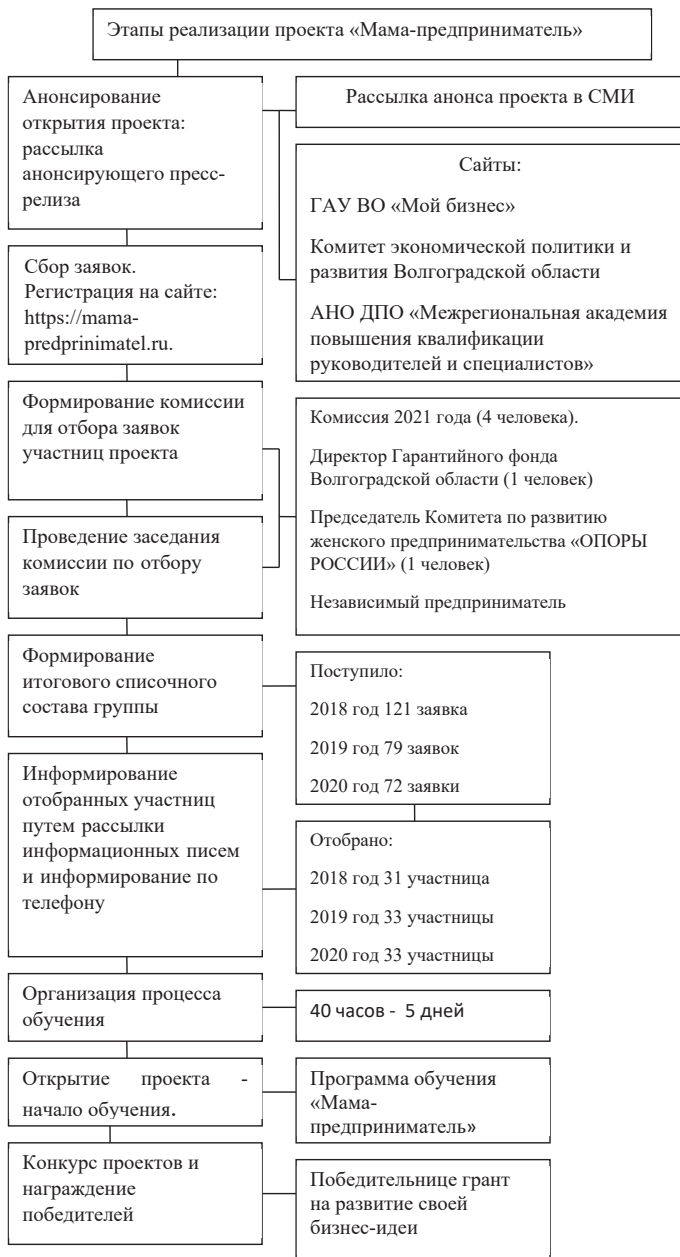 Этапы реализации проекта «Мама-предприниматель»
Анонсирование
открытия проекта:
рассылка
анонсирующего пресс-
релиза
Рассылка анонса проекта в СМИ
Сайты:
ГАУ ВО «Мой бизнес»
Комитет экономической политики и
развития Волгоградской области
АНО ДПО «Межрегиональная академия
повышения квалификации
руководителей и специалистов»
Сбор заявок.
Регистрация на сайте:
https://mama-
predprinimatel.ru.
Формирование комиссии
для отбора заявок
участниц проекта
Проведение заседания
комиссии по отбору
заявок
Комиссия 2021 года (4 человека).
Директор Гарантийного фонда
Волгоградской области (1 человек)
Председатель Комитета по развитию
женского предпринимательства «ОПОРЫ
РОССИИ» (1 человек)
Независимый предприниматель
Формирование
итогового списочного
состава группы
Поступило:
2018 год 121 заявка
2019 год 79 заявок
2020 год 72 заявки
Информирование
отобранных участниц
путем рассылки
информационных писем
и информирование по
телефону
Отобрано:
2018 год 31 участница
2019 год 33 участницы
2020 год 33 участницы
Организация процесса
обучения
40 часов - 5 дней
Открытие проекта -
начало обучения.
Программа обучения
«Мама-
предприниматель»
Конкурс проектов и
награждение
победителей
Победительнице грант
на развитие своей
бизнес-идеи